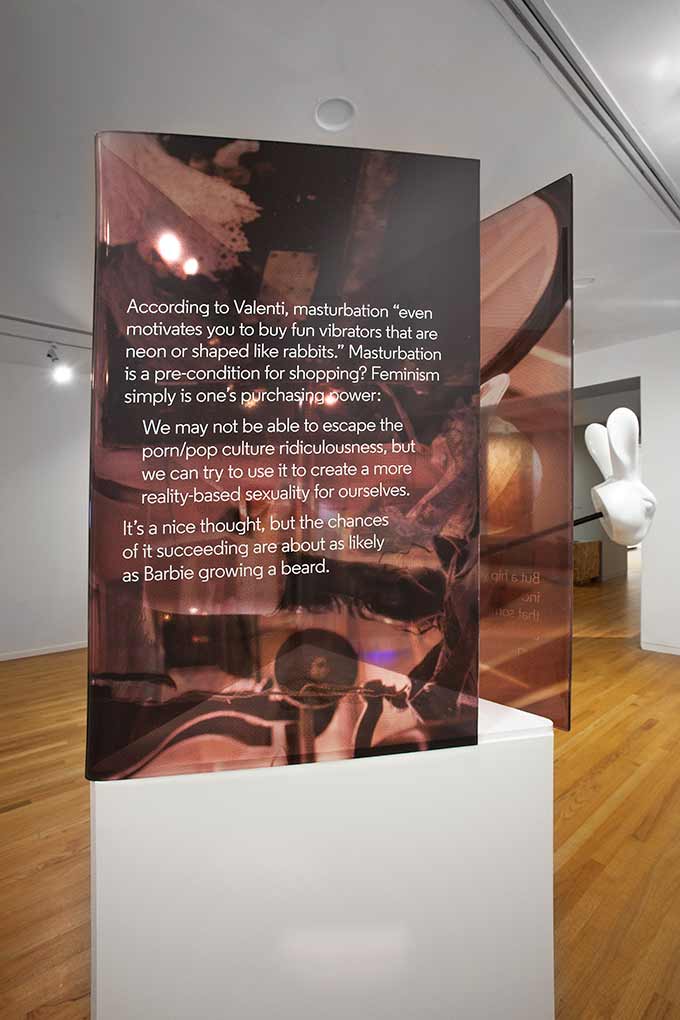 According to Valenti, masturbation “even
motivates you to buy fun vibrators that are
neon or shaped like rabbits.” Masturbation
is a pre-condition for shopping? Feminism
simply is one’s purchasing power:
We may not be able to escape the
porn/pop culture ridiculousness, but
we can try to use it to create a more
reality-based sexuality for ourselves.
It’s a nice thought, but the chances
of it succeeding are about as likely
as Barbie growing a beard.
But a hip